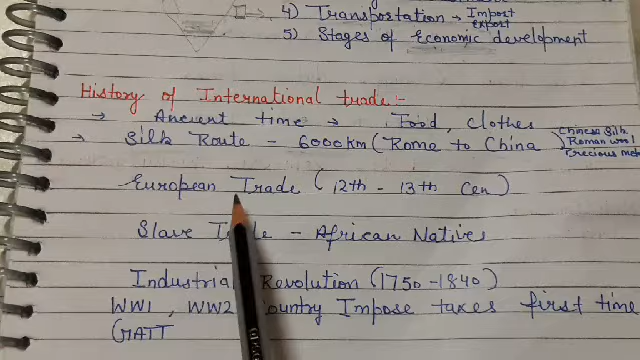 4) Transportation → Import export
5) Stages of Economic development
History of International trade:-
→ Ancient time → Food, Clothes
→ Silk Route - 6000km (Rome to China) Chinese Silk Roman wool Precious
European Trade (12th - 13th Cen)
Slave - African Natives
Industrial Revolution (1750-1840)
WW1, WW2 Country Impose taxes first time
GATT